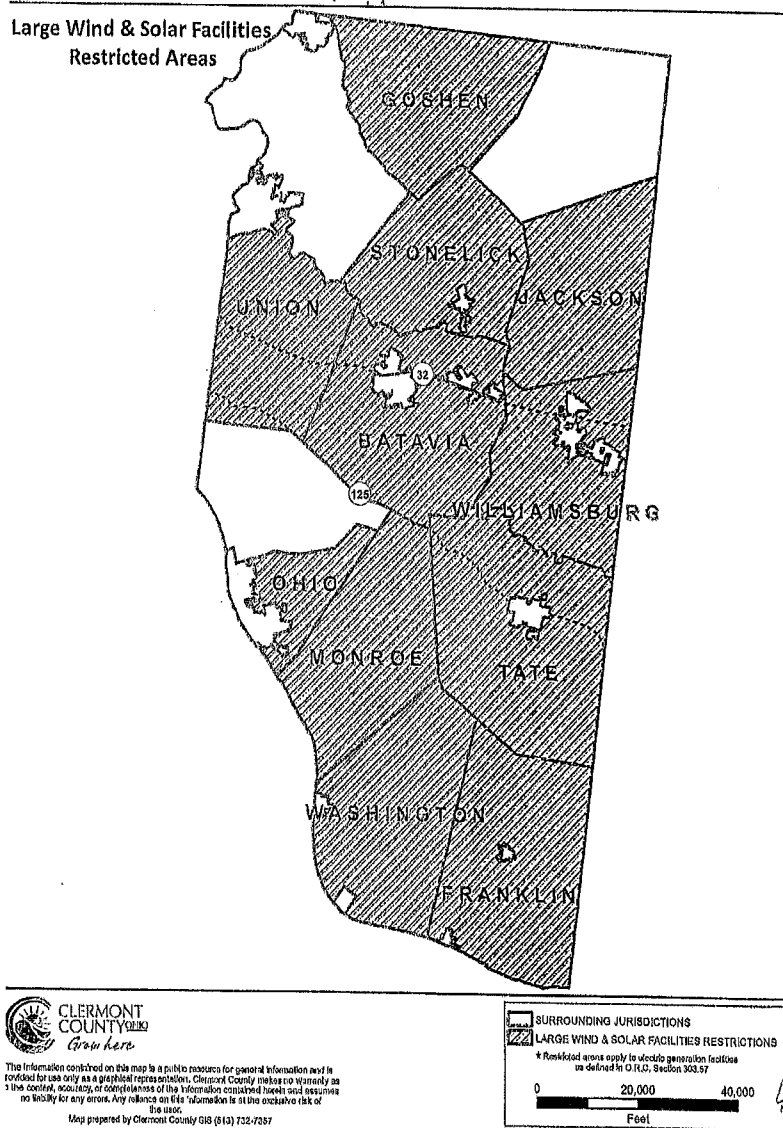 Large Wind & Solar Facilities
Restricted Areas
GOSHEN
STONELICK
JACKSON
UNION
32
BATAVIA
125
WILLIAMSBURG
OHIO
MONROE
TATE
WASHINGTON
FRANKLIN
CLERMONT
COUNTY OHIO
Grow here
The information contained on this map is a public resource for general information and is
rovided for use only as a graphical representation. Clermont County makes no warranty as
the content, accuracy, or completeness of the information contained herein and assumes
no liability for any errors. Any reliance on this information is at the exclusive risk of
the user.
Map prepared by Clermont County GIS (513) 732-7357
SURROUNDING JURISDICTIONS
LARGE WIND & SOLAR FACILITIES RESTRICTIONS
* Restricted areas apply to electric generation facilities
as defined in O.R.C. Section 303.57
0 20,000 40,000
Feet